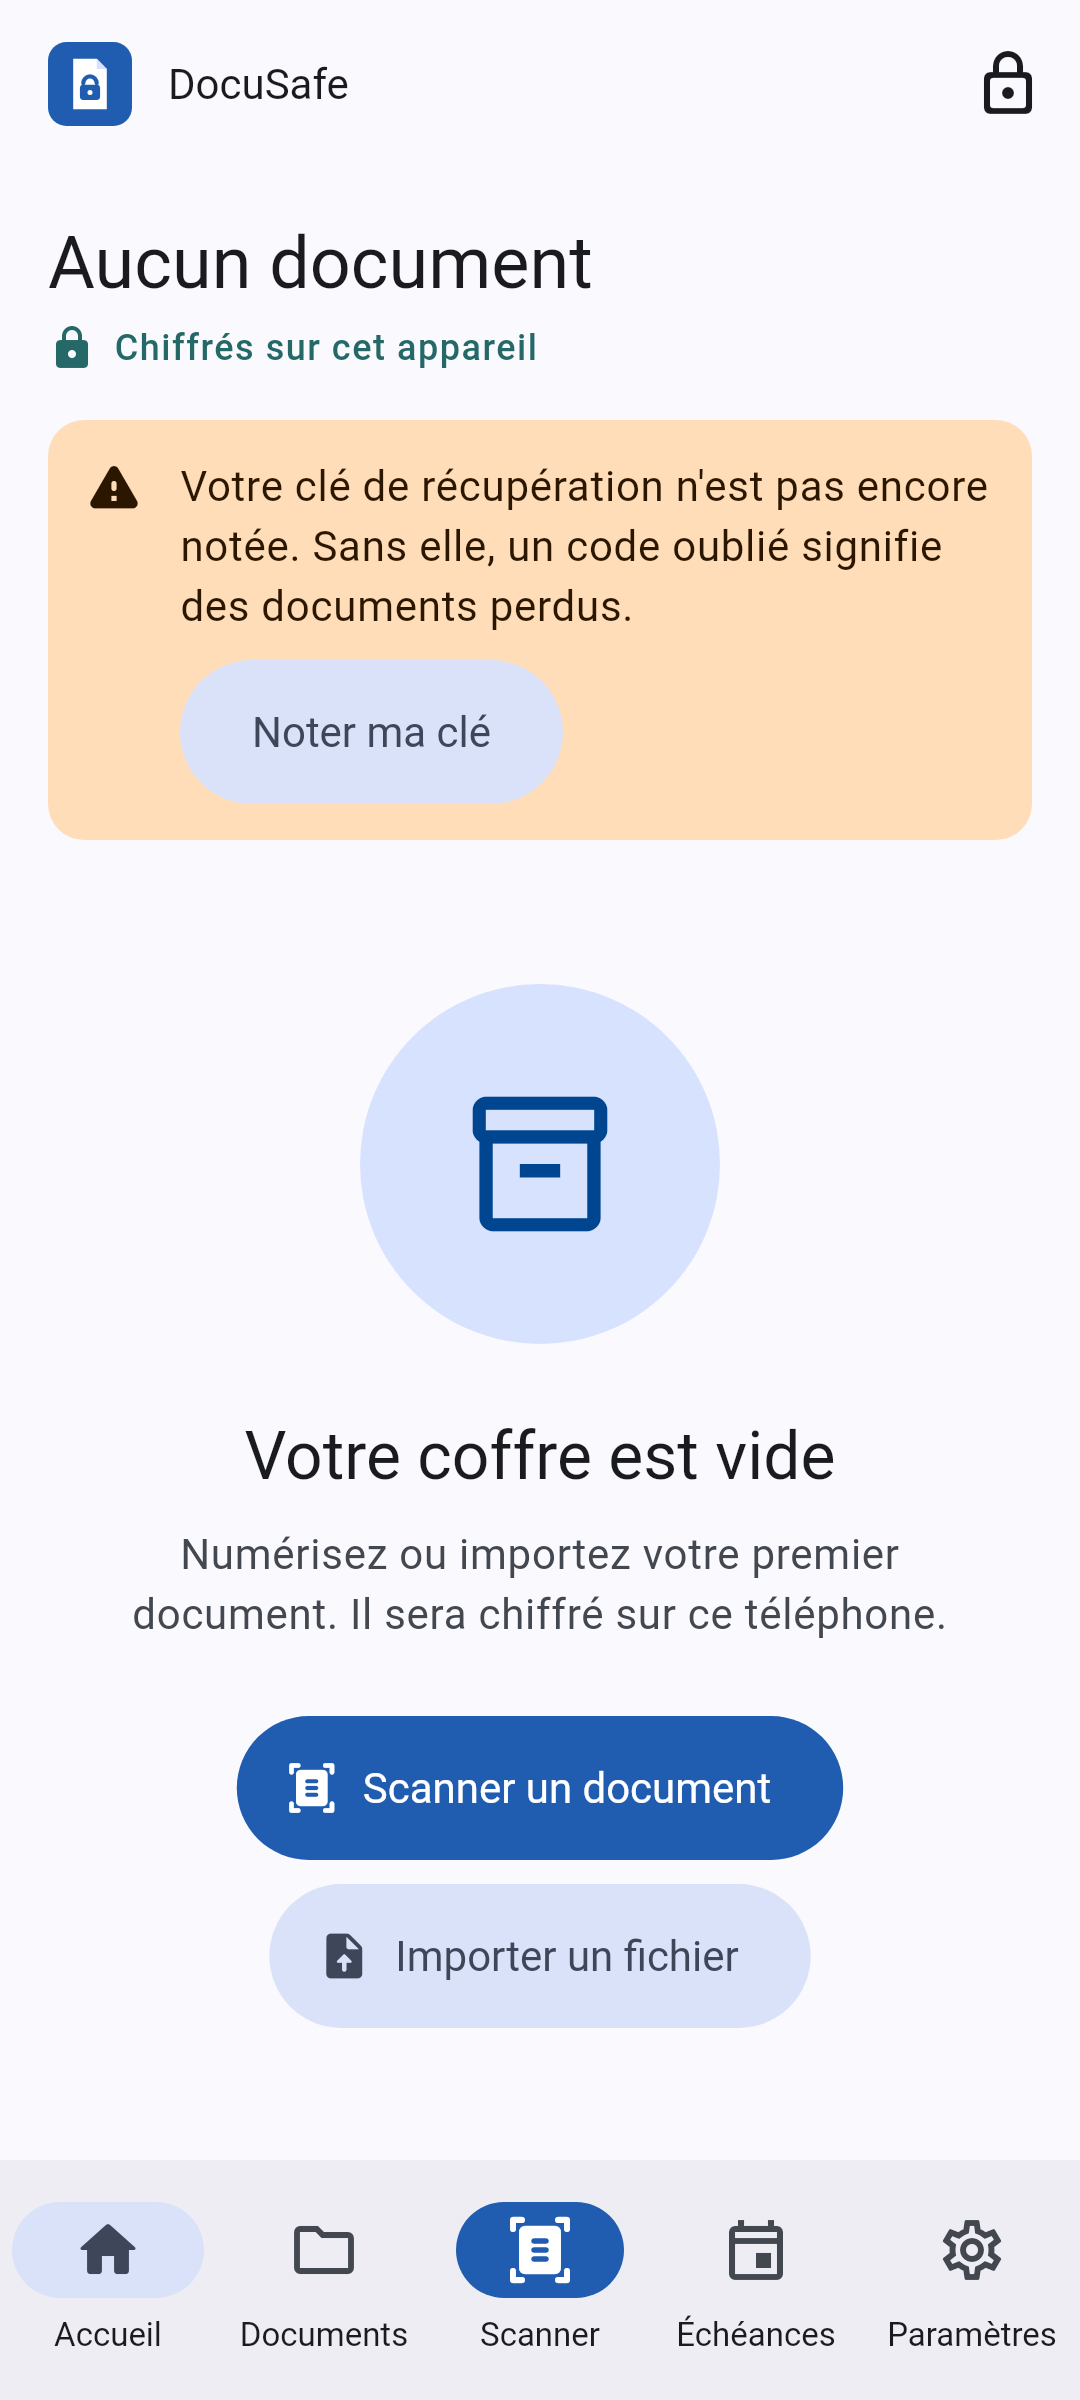 DocuSafe
Aucun document
Chiffrés sur cet appareil
Votre clé de récupération n'est pas encore
notée. Sans elle, un code oublié signifie
des documents perdus.
Noter ma clé
Votre coffre est vide
Numérisez ou importez votre premier
document. Il sera chiffré sur ce téléphone.
Scanner un document
Importer un fichier
Accueil
Documents
Scanner
Échéances
Paramètres